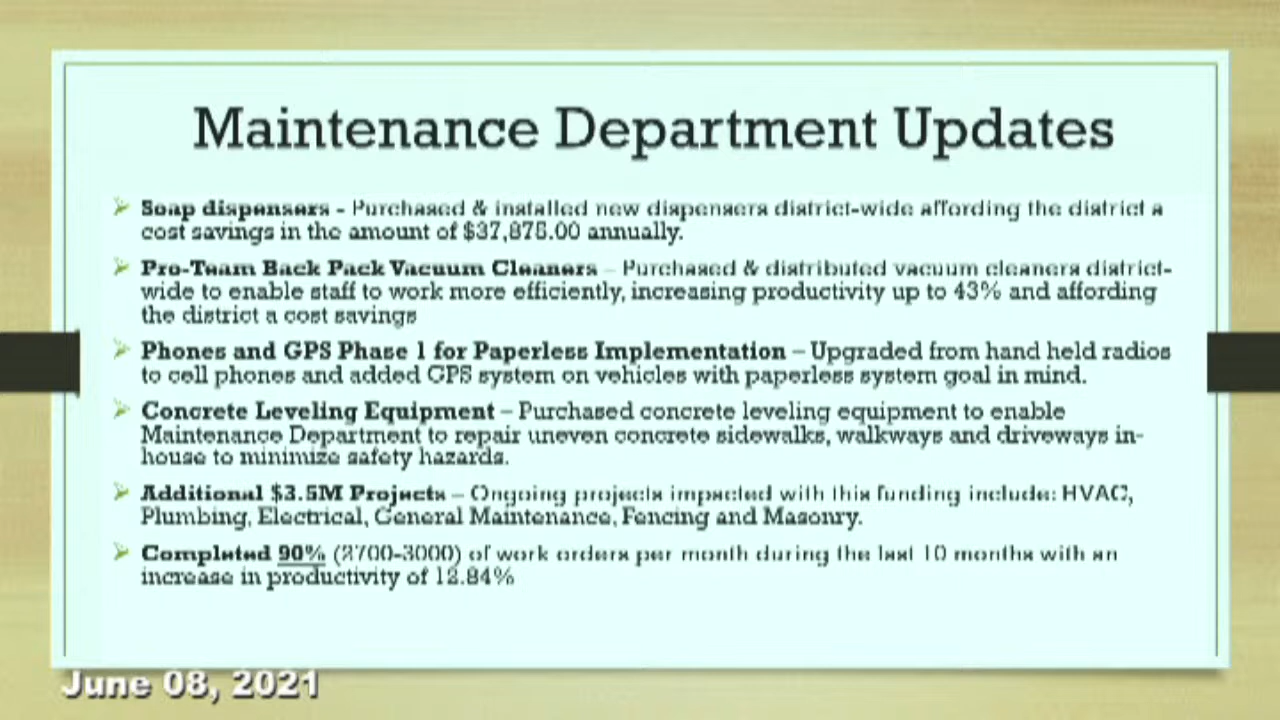 Maintenance Department Updates
Soap dispensers - Purchased & installed new dispensers district-wide affording the district a
cost savings in the amount of $37,875.00 annually.
Pro-Team Back Pack Vacuum Cleaners – Purchased & distributed vacuum cleaners district-
wide to enable staff to work more efficiently, increasing productivity up to 43% and affording
the district a cost savings
Phones and GPS Phase 1 for Paperless Implementation – Upgraded from hand held radios
to cell phones and added GPS system on vehicles with paperless system goal in mind.
Concrete Leveling Equipment – Purchased concrete leveling equipment to enable
Maintenance Department to repair uneven concrete sidewalks, walkways and driveways in-
house to minimize safety hazards.
Additional $3.5M Projects – Ongoing projects impacted with this funding include: HVAC,
Plumbing, Electrical, General Maintenance, Fencing and Masonry.
Completed 90% (2700-3000) of work orders per month during the last 10 months with an
increase in productivity of 12.84%
June 08, 2021